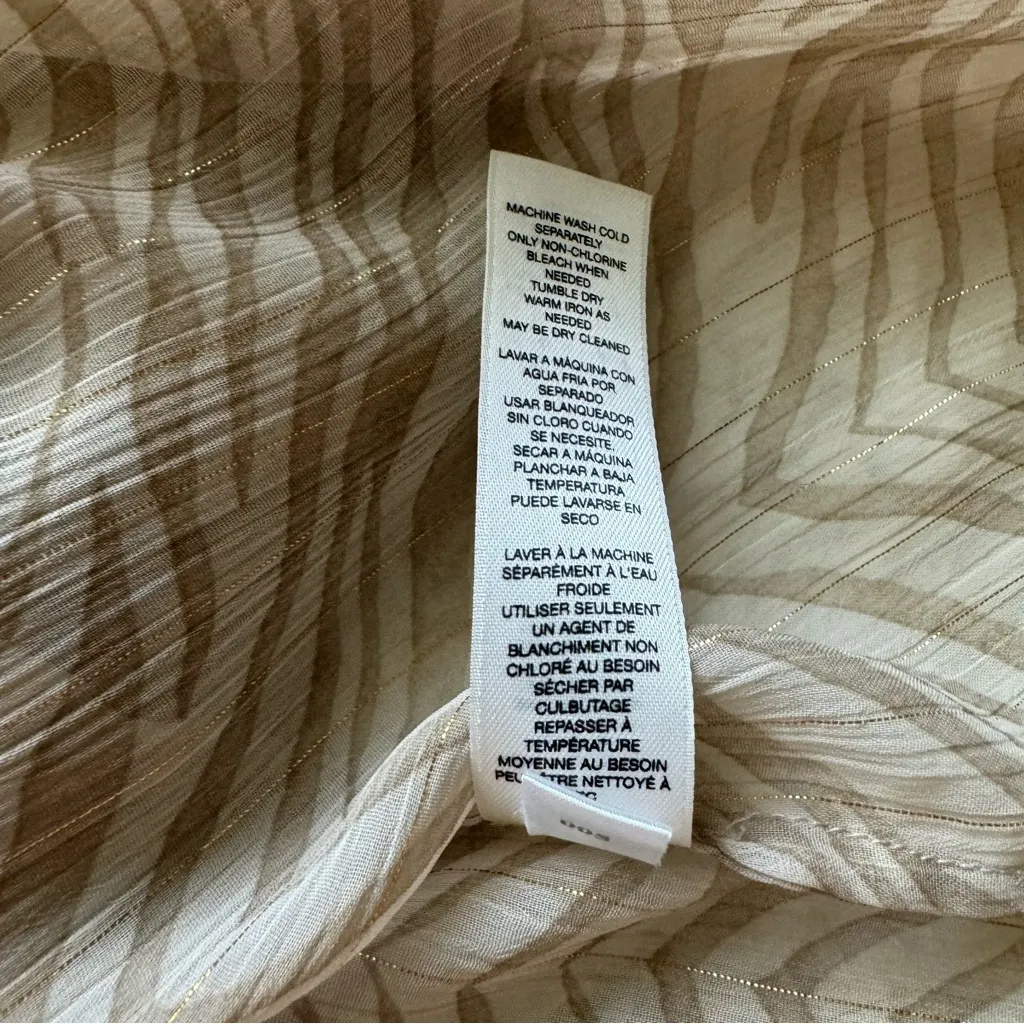 MACHINE WASH COLD
SEPARATELY
ONLY NON-CHLORINE
BLEACH WHEN
NEEDED
TUMBLE DRY
WARM IRON AS
NEEDED
MAY BE DRY CLEANED
LAVAR A MÁQUINA CON
AGUA FRIA POR
SEPARADO
USAR BLANQUEADOR
SIN CLORO CUANDO
SE NECESITE.
SECAR A MÁQUINA
PLANCHAR A BAJA
TEMPERATURA
PUEDE LAVARSE EN
SECO
LAVER À LA MACHINE
SÉPARÉMENT À L'EAU
FROIDE
UTILISER SEULEMENT
UN AGENT DE
BLANCHIMENT NON
CHLORÉ AU BESOIN
SÉCHER PAR
CULBUTAGE
REPASSER À
TEMPÉRATURE
MOYENNE AU BESOIN
NETTOYÉ À